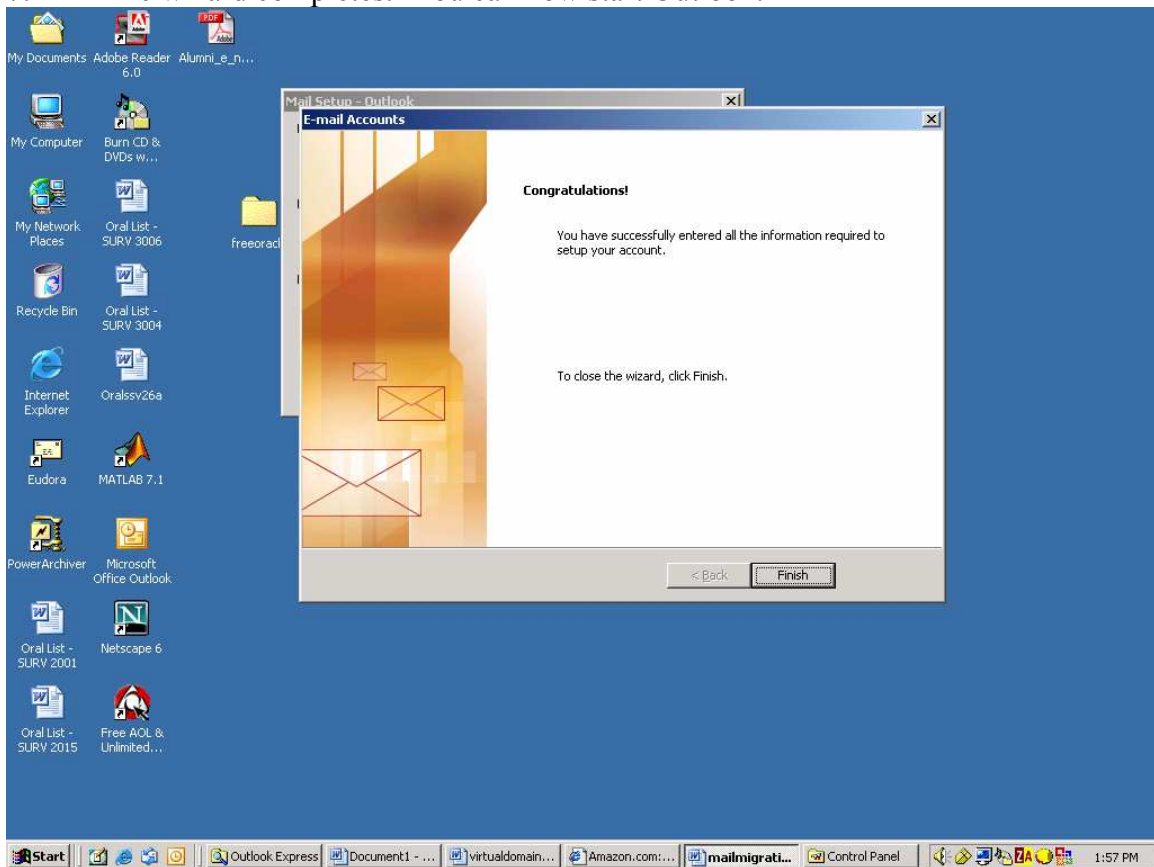 My Documents
Adobe Reader
6.0
Alumni_e_n...
My Computer
Burn CD &
DVDs w...
My Network
Places
Oral List -
SURV 3006
freeoracl
Recycle Bin
Oral List -
SURV 3004
Internet
Explorer
Oralssv26a
Eudora
MATLAB 7.1
PowerArchiver
Microsoft
Office Outlook
Oral List -
SURV 2001
Netscape 6
Oral List -
SURV 2015
Free AOL &
Unlimited...
Mail Setup - Outlook
E-mail Accounts
Congratulations!
You have successfully entered all the information required to
setup your account.
To close the wizard, click Finish.
< Back
Finish
Start
Outlook Express
Document1 - ...
virtualdomain...
Amazon.com:...
mailmigrati...
Control Panel
1:57 PM